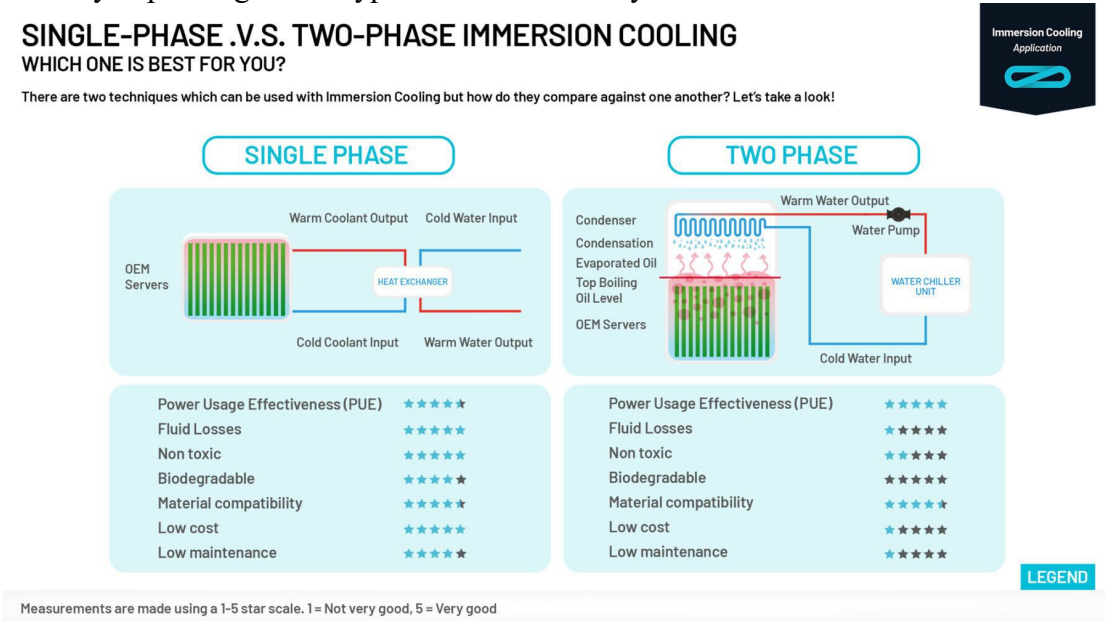 SINGLE-PHASE .V.S. TWO-PHASE IMMERSION COOLING
WHICH ONE IS BEST FOR YOU?
There are two techniques which can be used with Immersion Cooling but how do they compare against one another? Let's take a look!
Immersion Cooling
Application
SINGLE PHASE
OEM
Servers
Warm Coolant Output
Cold Water Input
HEAT EXCHANGER
Cold Coolant Input
Warm Water Output
Power Usage Effectiveness (PUE)
Fluid Losses
Non toxic
Biodegradable
Material compatibility
Low cost
Low maintenance
TWO PHASE
Condenser
Condensation
Evaporated Oil
Top Boiling
Oil Level
OEM Servers
Warm Water Output
Water Pump
WATER CHILLER
UNIT
Cold Water Input
Power Usage Effectiveness (PUE)
Fluid Losses
Non toxic
Biodegradable
Material compatibility
Low cost
Low maintenance
LEGEND
Measurements are made using a 1-5 star scale. 1 = Not very good, 5 = Very good